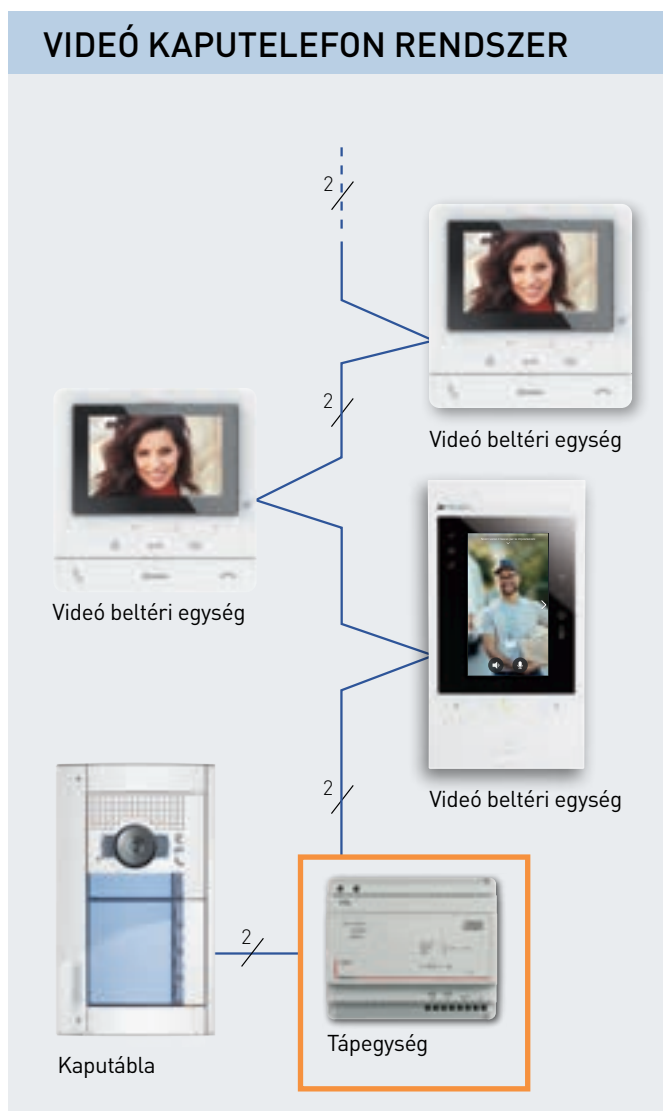 VIDEÓ KAPUTELEFON RENDSZER
2
Videó beltéri egység
2
Videó beltéri egység
2
Videó beltéri egység
2
Tápegység
Kaputábla